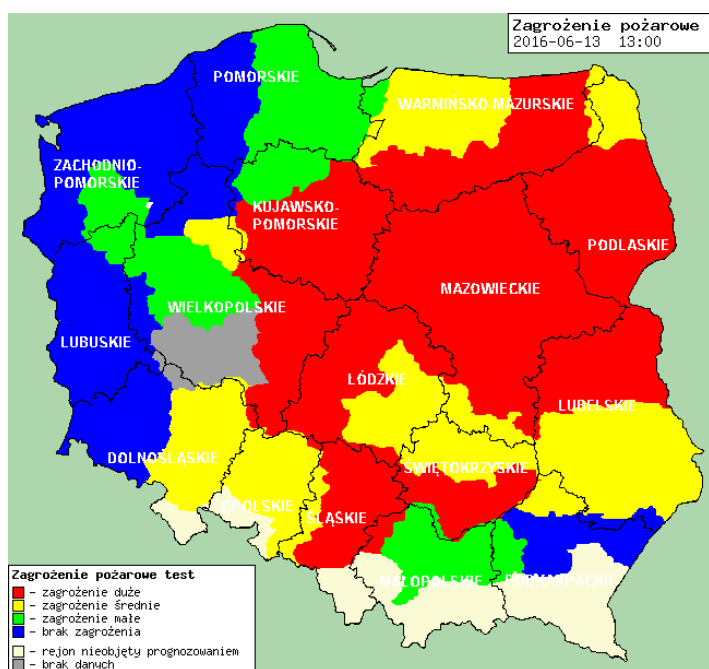 Zagrożenie pożarowe
2016-06-13 13:00
POMORSKIE
WARMIŃSKO-MAZURSKIE
ZACHODNIO-
POMORSKIE
KUJAWSKO-
POMORSKIE
PODLASKIE
MAZOWIECKIE
WIELKOPOLSKIE
LUBUSKIE
ŁÓDZKIE
LUBELSKIE
DOLNOŚLĄSKIE
ŚWIĘTOKRZYSKIE
OPOLSKIE
ŚLĄSKIE
MAŁOPOLSKIE
PODKARPACKIE
Zagrożenie pożarowe test
- zagrożenie duże
- zagrożenie średnie
- zagrożenie małe
- brak zagrożenia
- rejon nieobjęty prognozowaniem
- brak danych